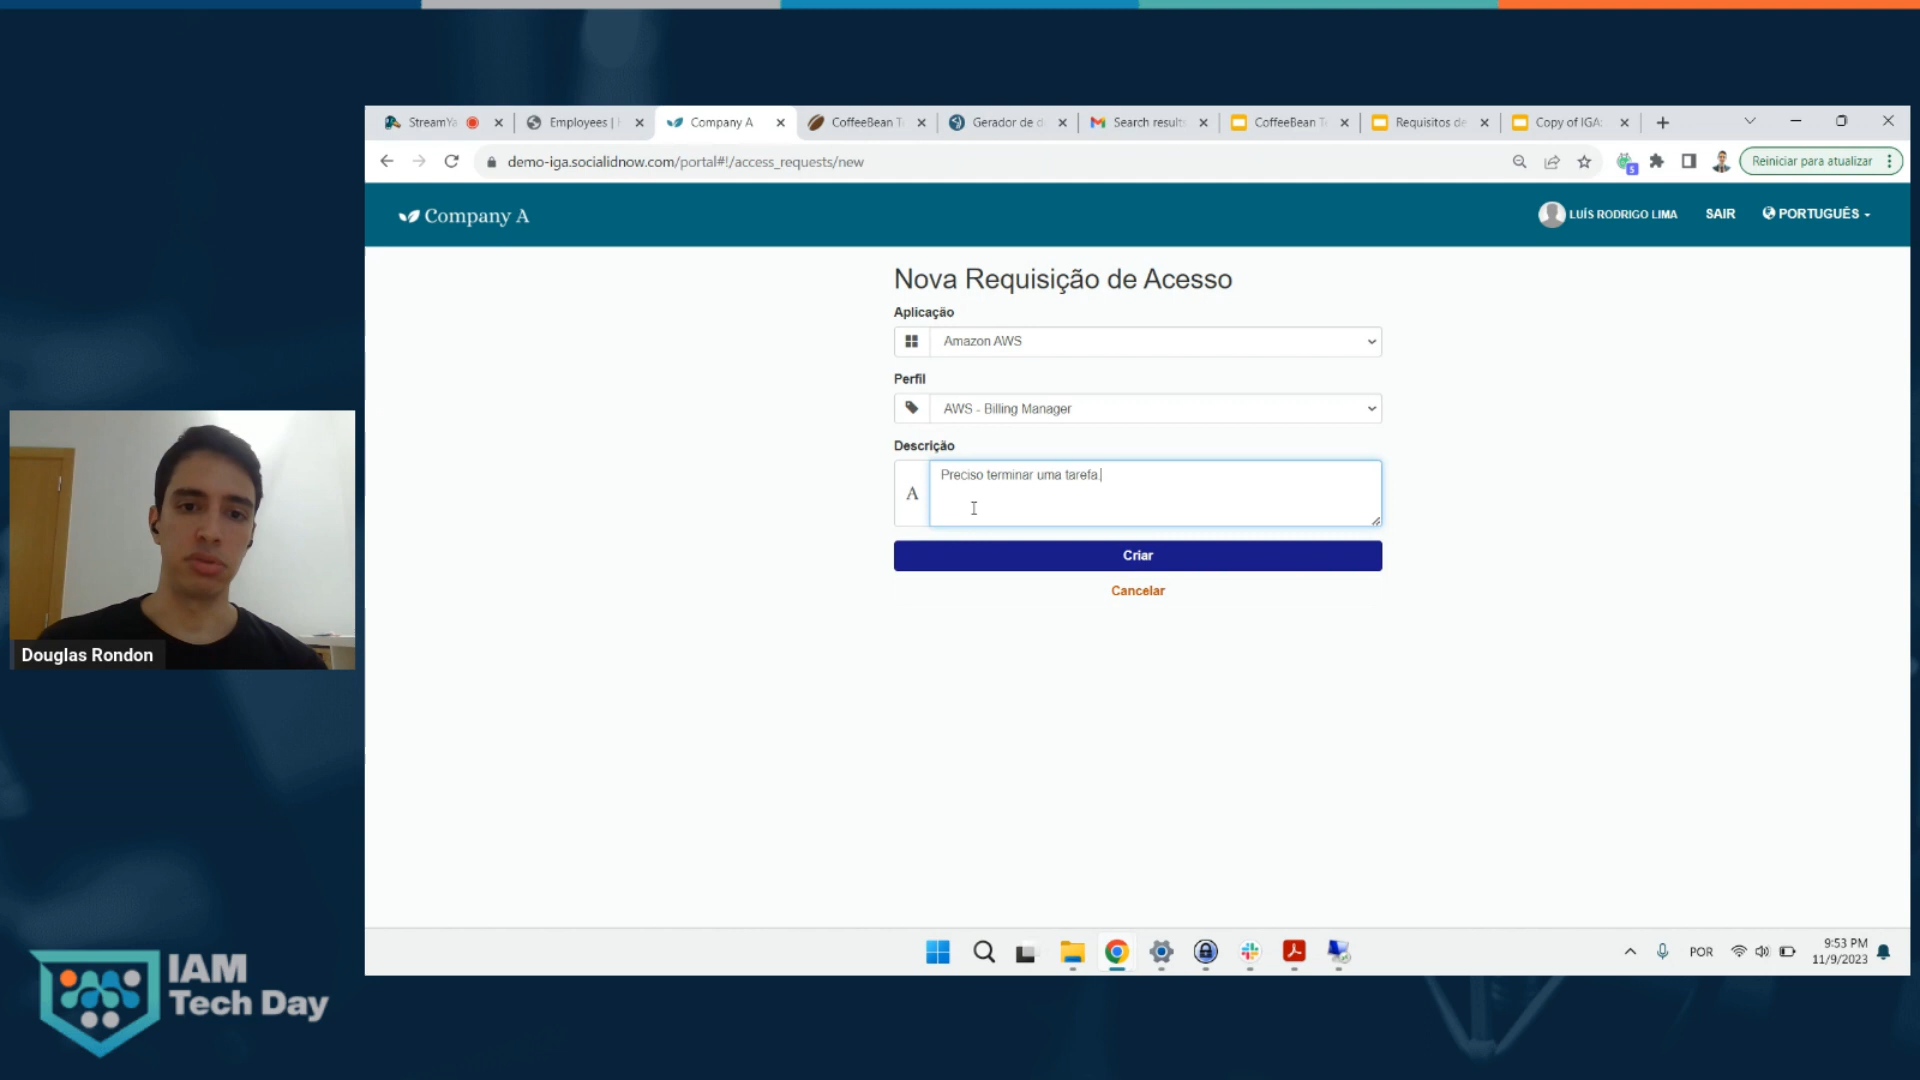 StreamYa
Employees |
Company A
CoffeeBean T
Gerador de d
Search result
CoffeeBean T
Requisitos de
Copy of IGA:
demo-iga.socialidnow.com/portal#!/access_requests/new
5
Reiniciar para atualizar
Company A
LUÍS RODRIGO LIMA
SAIR
PORTUGUÊS
Nova Requisição de Acesso
Aplicação
Amazon AWS
Perfil
AWS - Billing Manager
Descrição
A
Preciso terminar uma tarefa
Criar
Cancelar
Douglas Rondon
IAM
Tech Day
POR
9:53 PM
11/9/2023